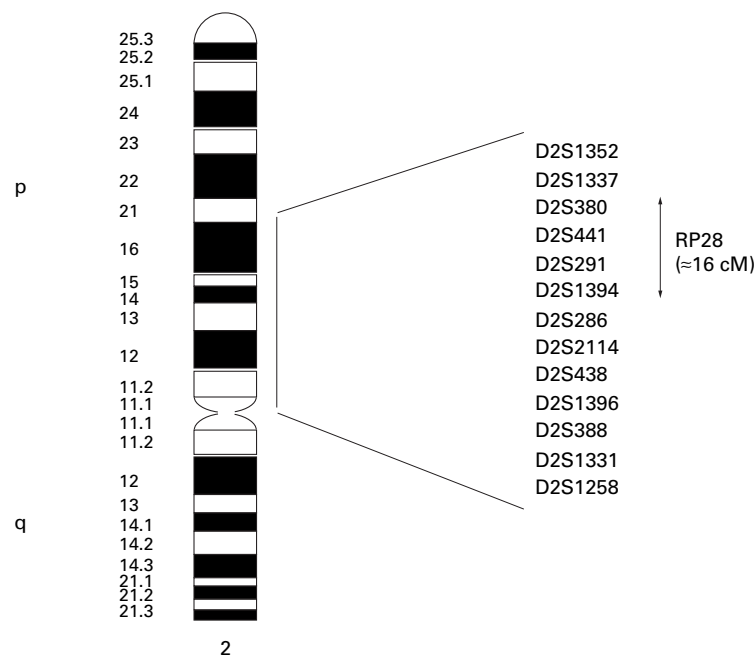 25.3
25.2
25.1
24
23
22
21
16
15
14
13
12
11.2
11.1
11.1
11.2
12
13
14.1
14.2
14.3
21.1
21.2
21.3
p
q
2
D2S1352
D2S1337
D2S380
D2S441
D2S291
D2S1394
D2S286
D2S2114
D2S438
D2S1396
D2S388
D2S1331
D2S1258
RP28
(≈16 cM)